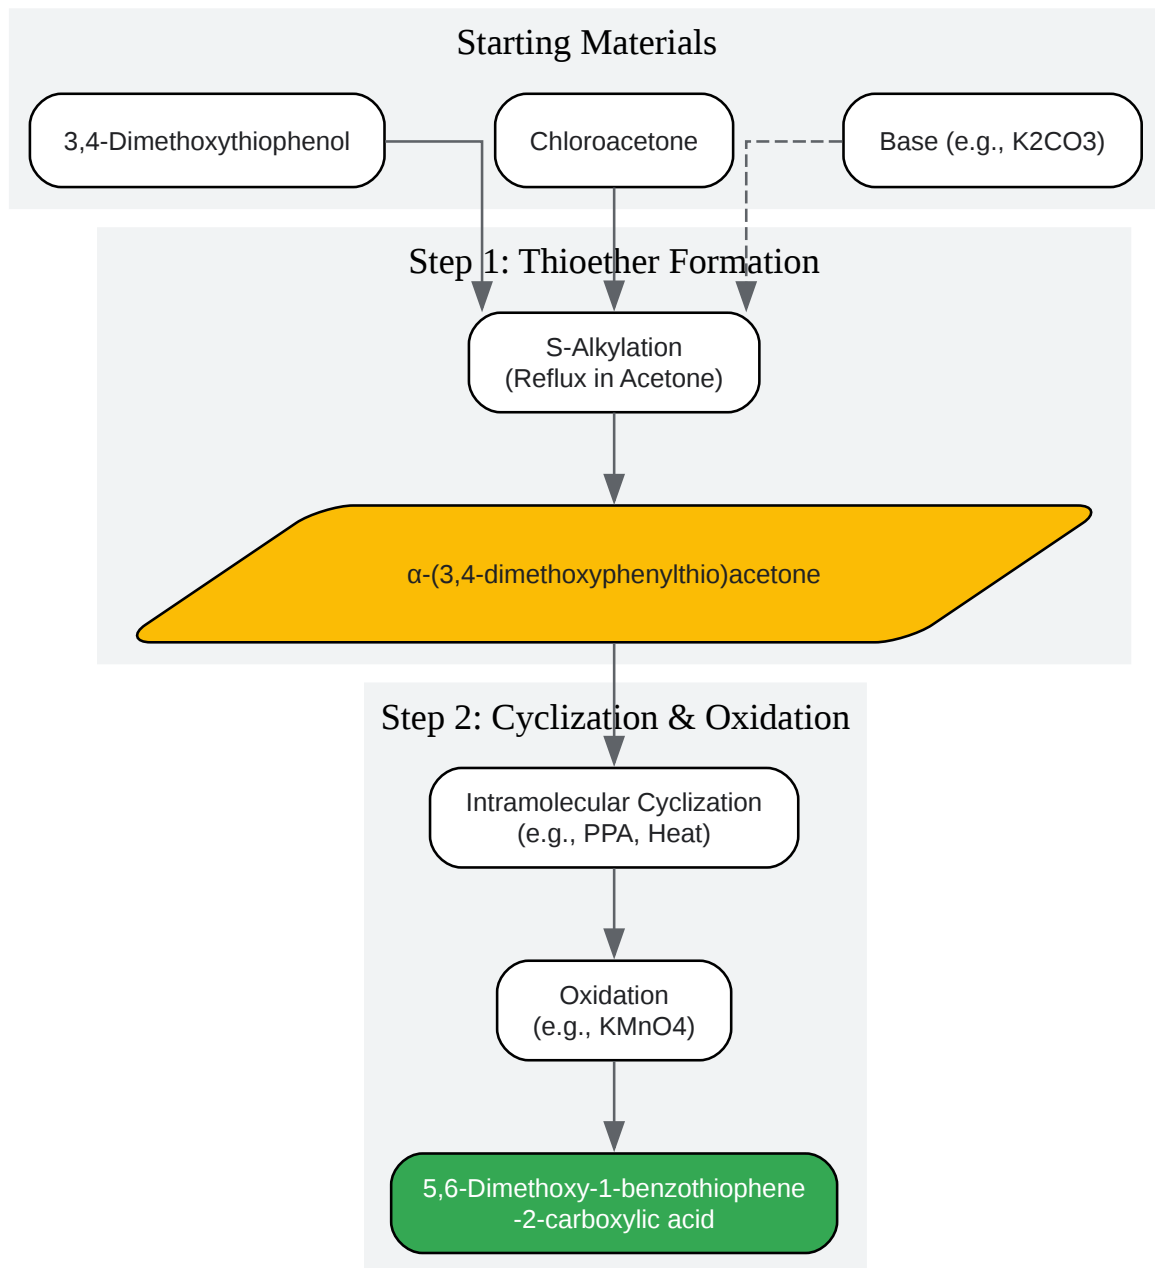 Starting Materials
3,4-Dimethoxythiophenol
Chloroacetone
Base (e.g., K2CO3)
Step 1: Thioether Formation
S-Alkylation
(Reflux in Acetone)
α-(3,4-dimethoxyphenylthio)acetone
Step 2: Cyclization & Oxidation
Intramolecular Cyclization
(e.g., PPA, Heat)
Oxidation
(e.g., KMnO4)
5,6-Dimethoxy-1-benzothiophene
-2-carboxylic acid